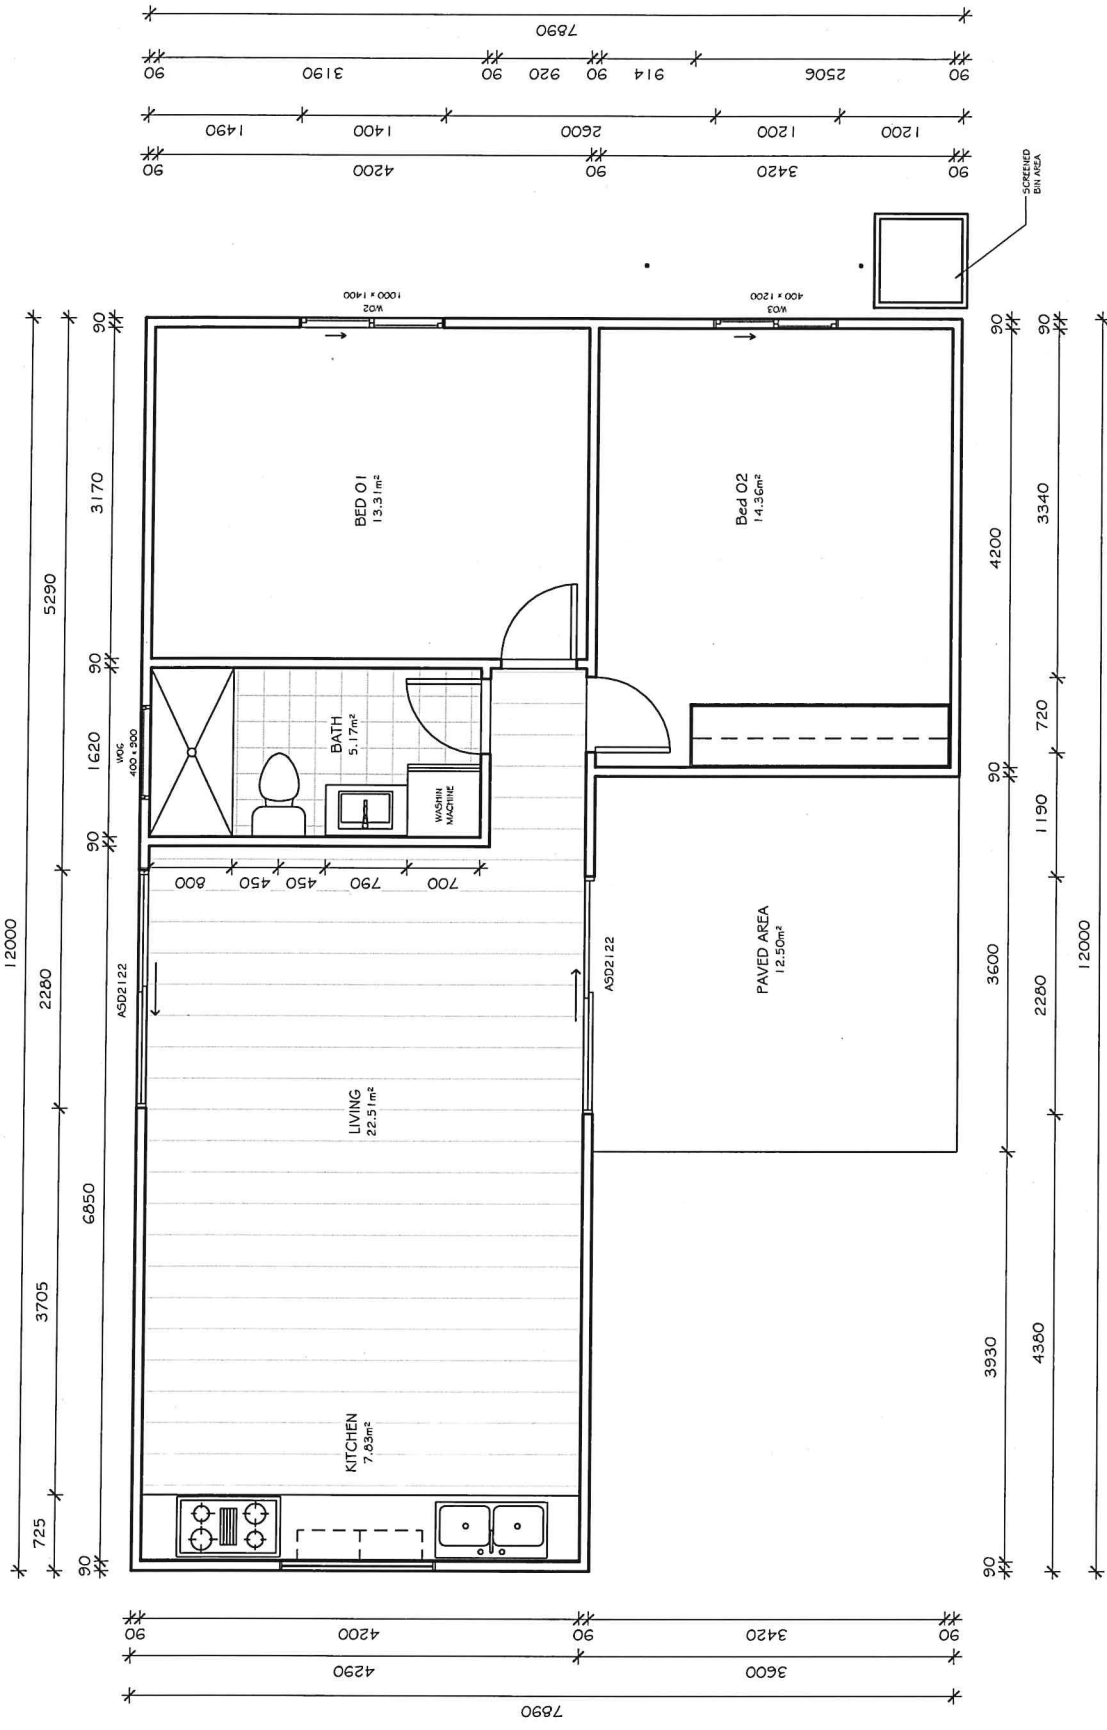 7890
90
3190
90
920
90
914
2506
90
1490
1400
2600
1200
1200
90
4200
90
3420
90
SCREENED
BIN AREA
1000 x 1400
W02
400 x 1200
W03
12000
5290
2280
3705
725
90
3170
90
1620
90
6850
90
W06
400 x 900
BED 01
13.31m²
Bed 02
14.36m²
BATH
5.17m²
WASHIN
MACHINE
800
450
450
790
700
ASD2122
ASD2122
LIVING
22.51m²
PAVED AREA
12.50m²
KITCHEN
7.83m²
90
4200
90
3600
3930
90
90
3340
720
1190
2280
4380
12000
90
4200
90
3420
90
4290
3600
7890